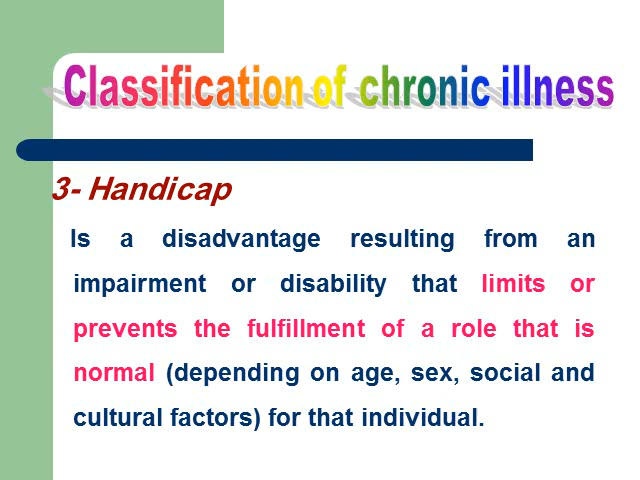 Classification of chronic illness
3- Handicap
Is a disadvantage resulting from an
impairment or disability that limits or
prevents the fulfillment of a role that is
normal (depending on age, sex, social and
cultural factors) for that individual.